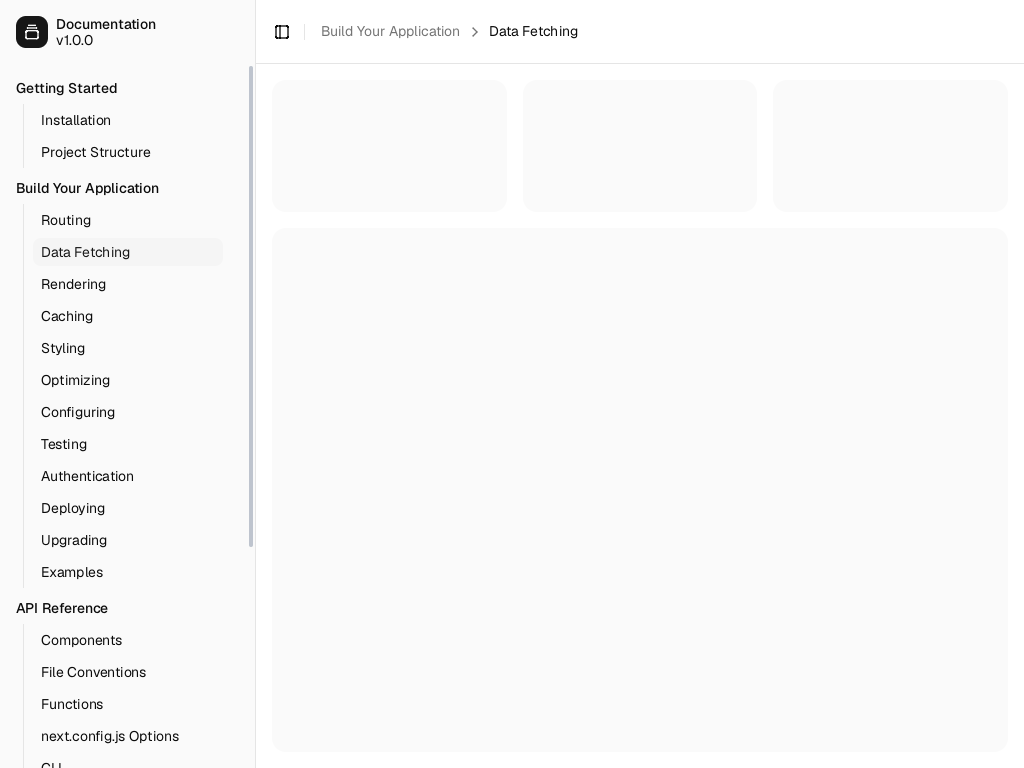 Documentation
v1.0.0
Build Your Application
Data Fetching
Getting Started
Installation
Project Structure
Build Your Application
Routing
Data Fetching
Rendering
Caching
Styling
Optimizing
Configuring
Testing
Authentication
Deploying
Upgrading
Examples
API Reference
Components
File Conventions
Functions
next.config.js Options